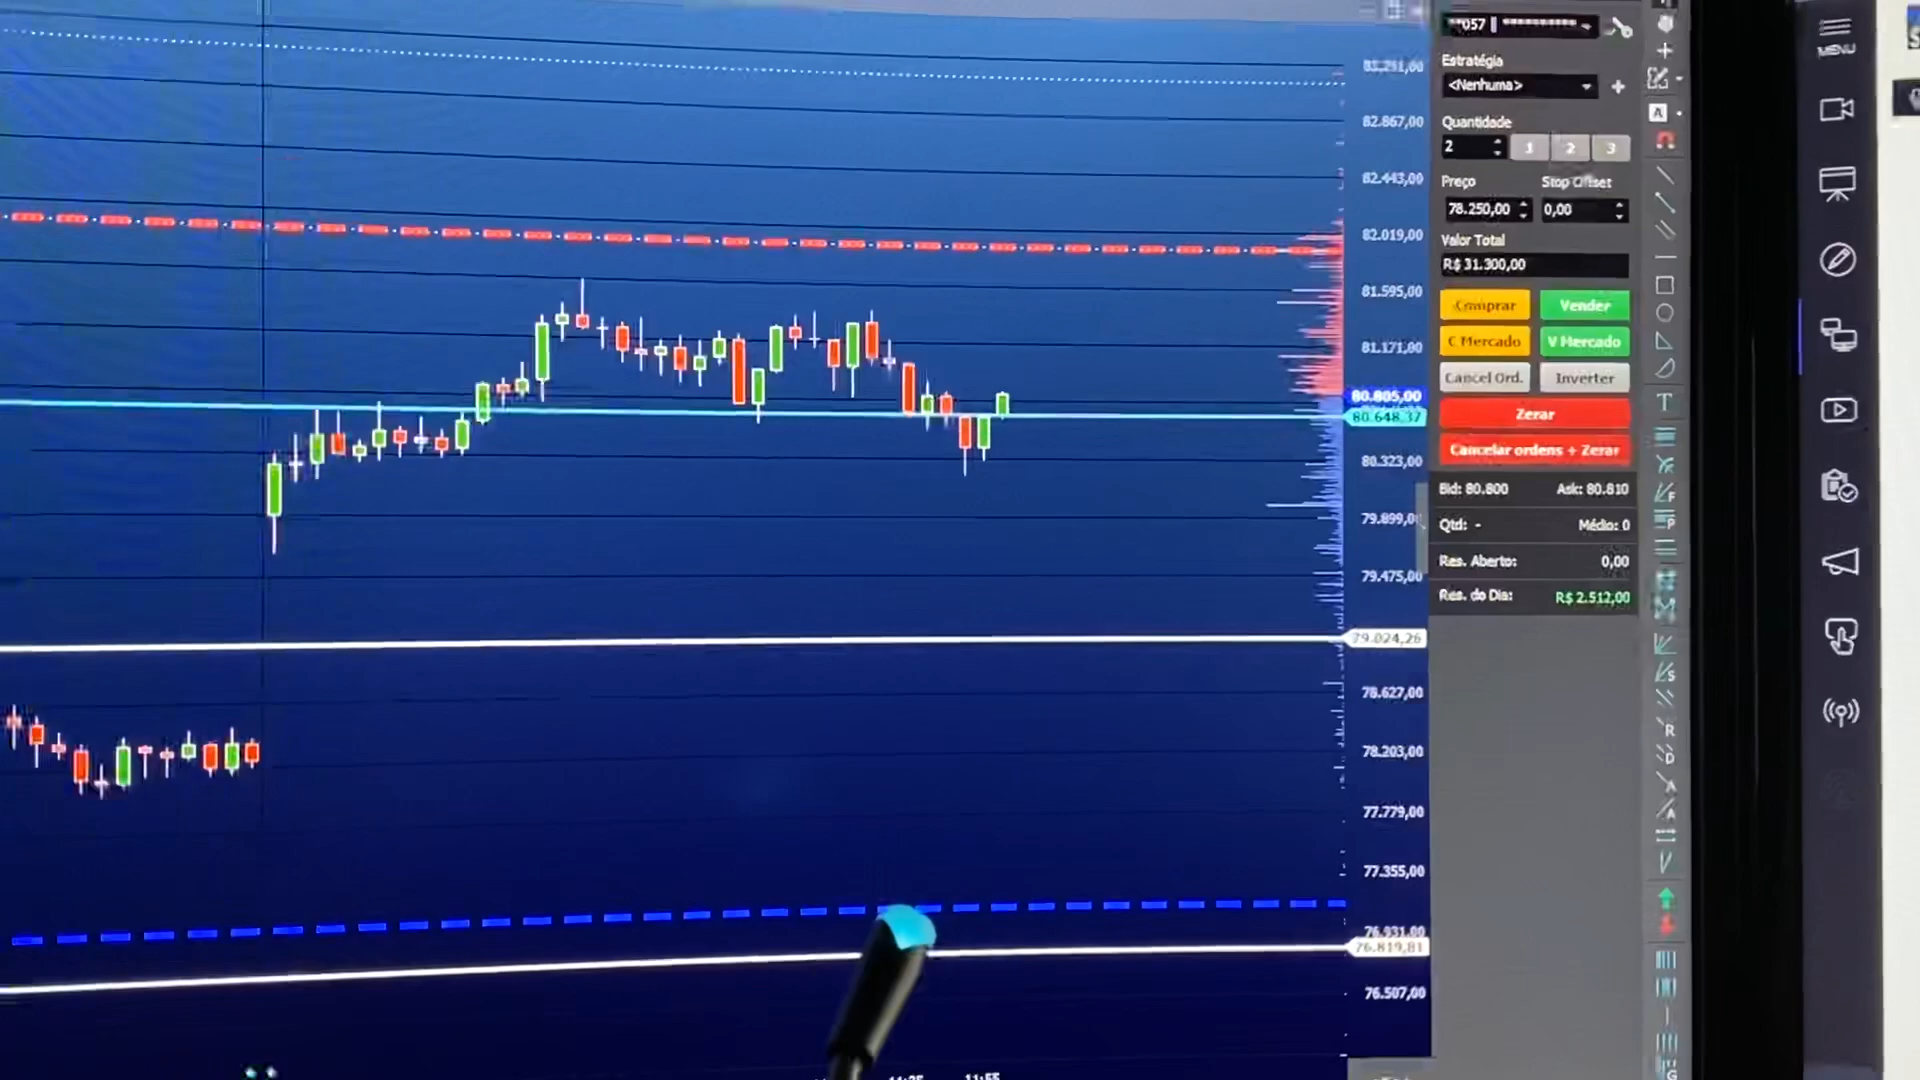 83.291,00
82.867,00
82.443,00
82.019,00
81.595,00
81.171,00
80.805,00
80.648,37
80.323,00
79.899,00
79.475,00
79.024,26
78.627,00
78.203,00
77.779,00
77.355,00
76.931,00
76.819,81
76.507,00
11:55
057
Estratégia
<Nenhuma>
Quantidade
2 1 2 3
Preço Stop Offset
78.250,00 0,00
Valor Total
R$ 31.300,00
Comprar Vender
C Mercado V Mercado
Cancel Ord. Inverter
Zerar
Cancelar ordens + Zerar
Bid: 80.800 Ask: 80.810
Qtd: - Médio: 0
Res. Aberto: 0,00
Res. do Dia: R$ 2.512,00
MENU